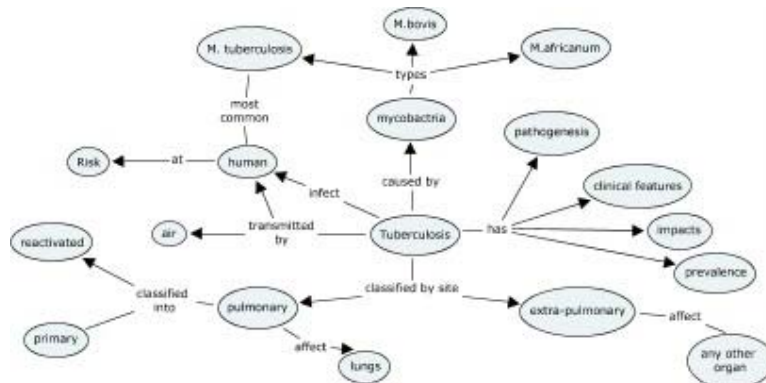 M.bovis
M. tuberculosis
M.africanum
types
most
common
mycobactria
pathogenesis
Risk
at
human
caused by
clinical features
infect
reactivated
air
transmitted
by
Tuberculosis
has
impacts
prevalence
classified
into
classified by site
pulmonary
extra-pulmonary
affect
primary
affect
lungs
any other
organ